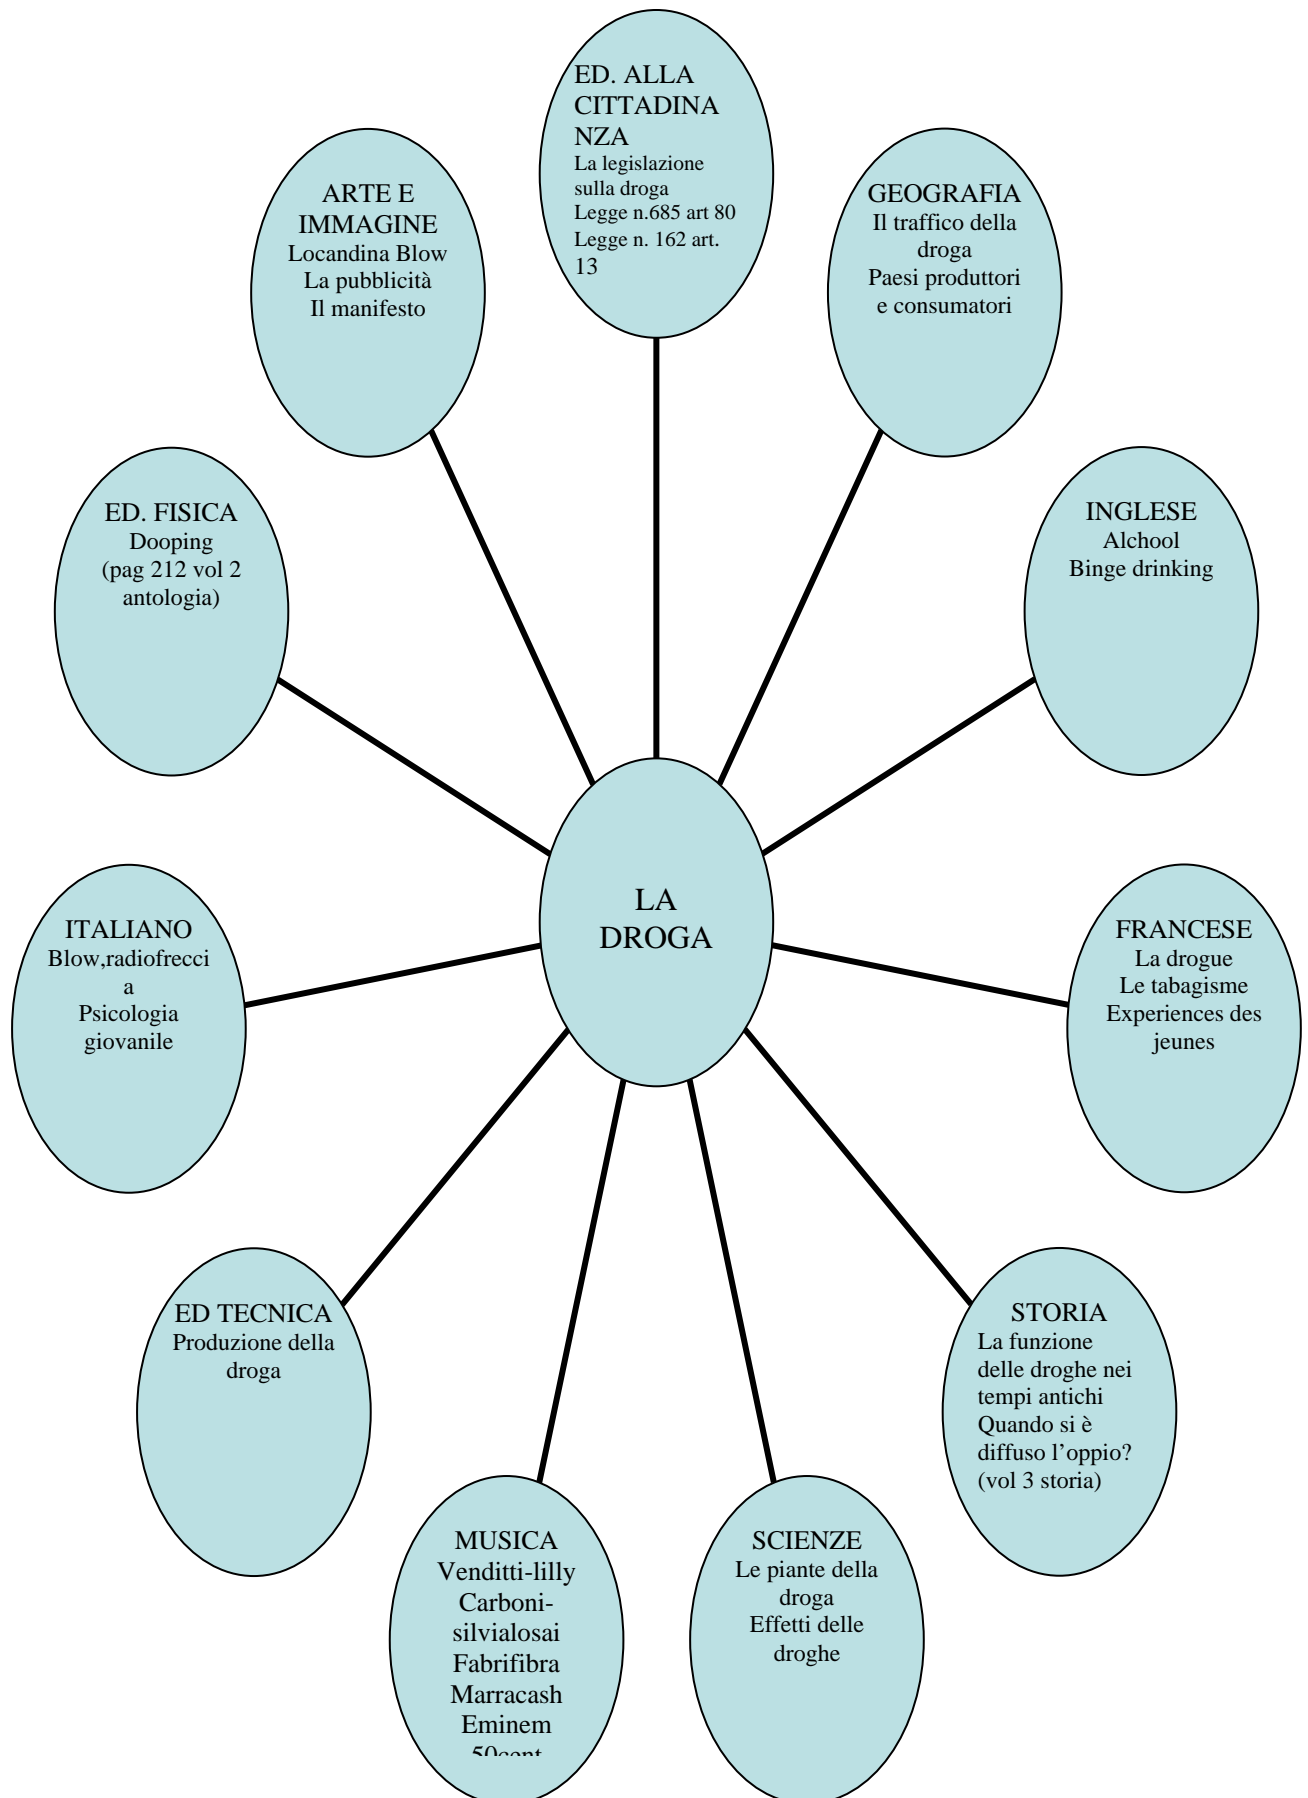 ED. ALLA
CITTADINA
NZA
La legislazione
sulla droga
Legge n.685 art 80
Legge n. 162 art.
13
ARTE E
IMMAGINE
Locandina Blow
La pubblicità
Il manifesto
GEOGRAFIA
Il traffico della
droga
Paesi produttori
e consumatori
ED. FISICA
Dooping
(pag 212 vol 2
antologia)
INGLESE
Alchool
Binge drinking
LA
DROGA
ITALIANO
Blow,radiofrecci
a
Psicologia
giovanile
FRANCESE
La drogue
Le tabagisme
Experiences des
jeunes
ED TECNICA
Produzione della
droga
STORIA
La funzione
delle droghe nei
tempi antichi
Quando si è
diffuso l’oppio?
(vol 3 storia)
MUSICA
Venditti-lilly
Carboni-
silvialosai
Fabrifibra
Marracash
Eminem
50cent
SCIENZE
Le piante della
droga
Effetti delle
droghe